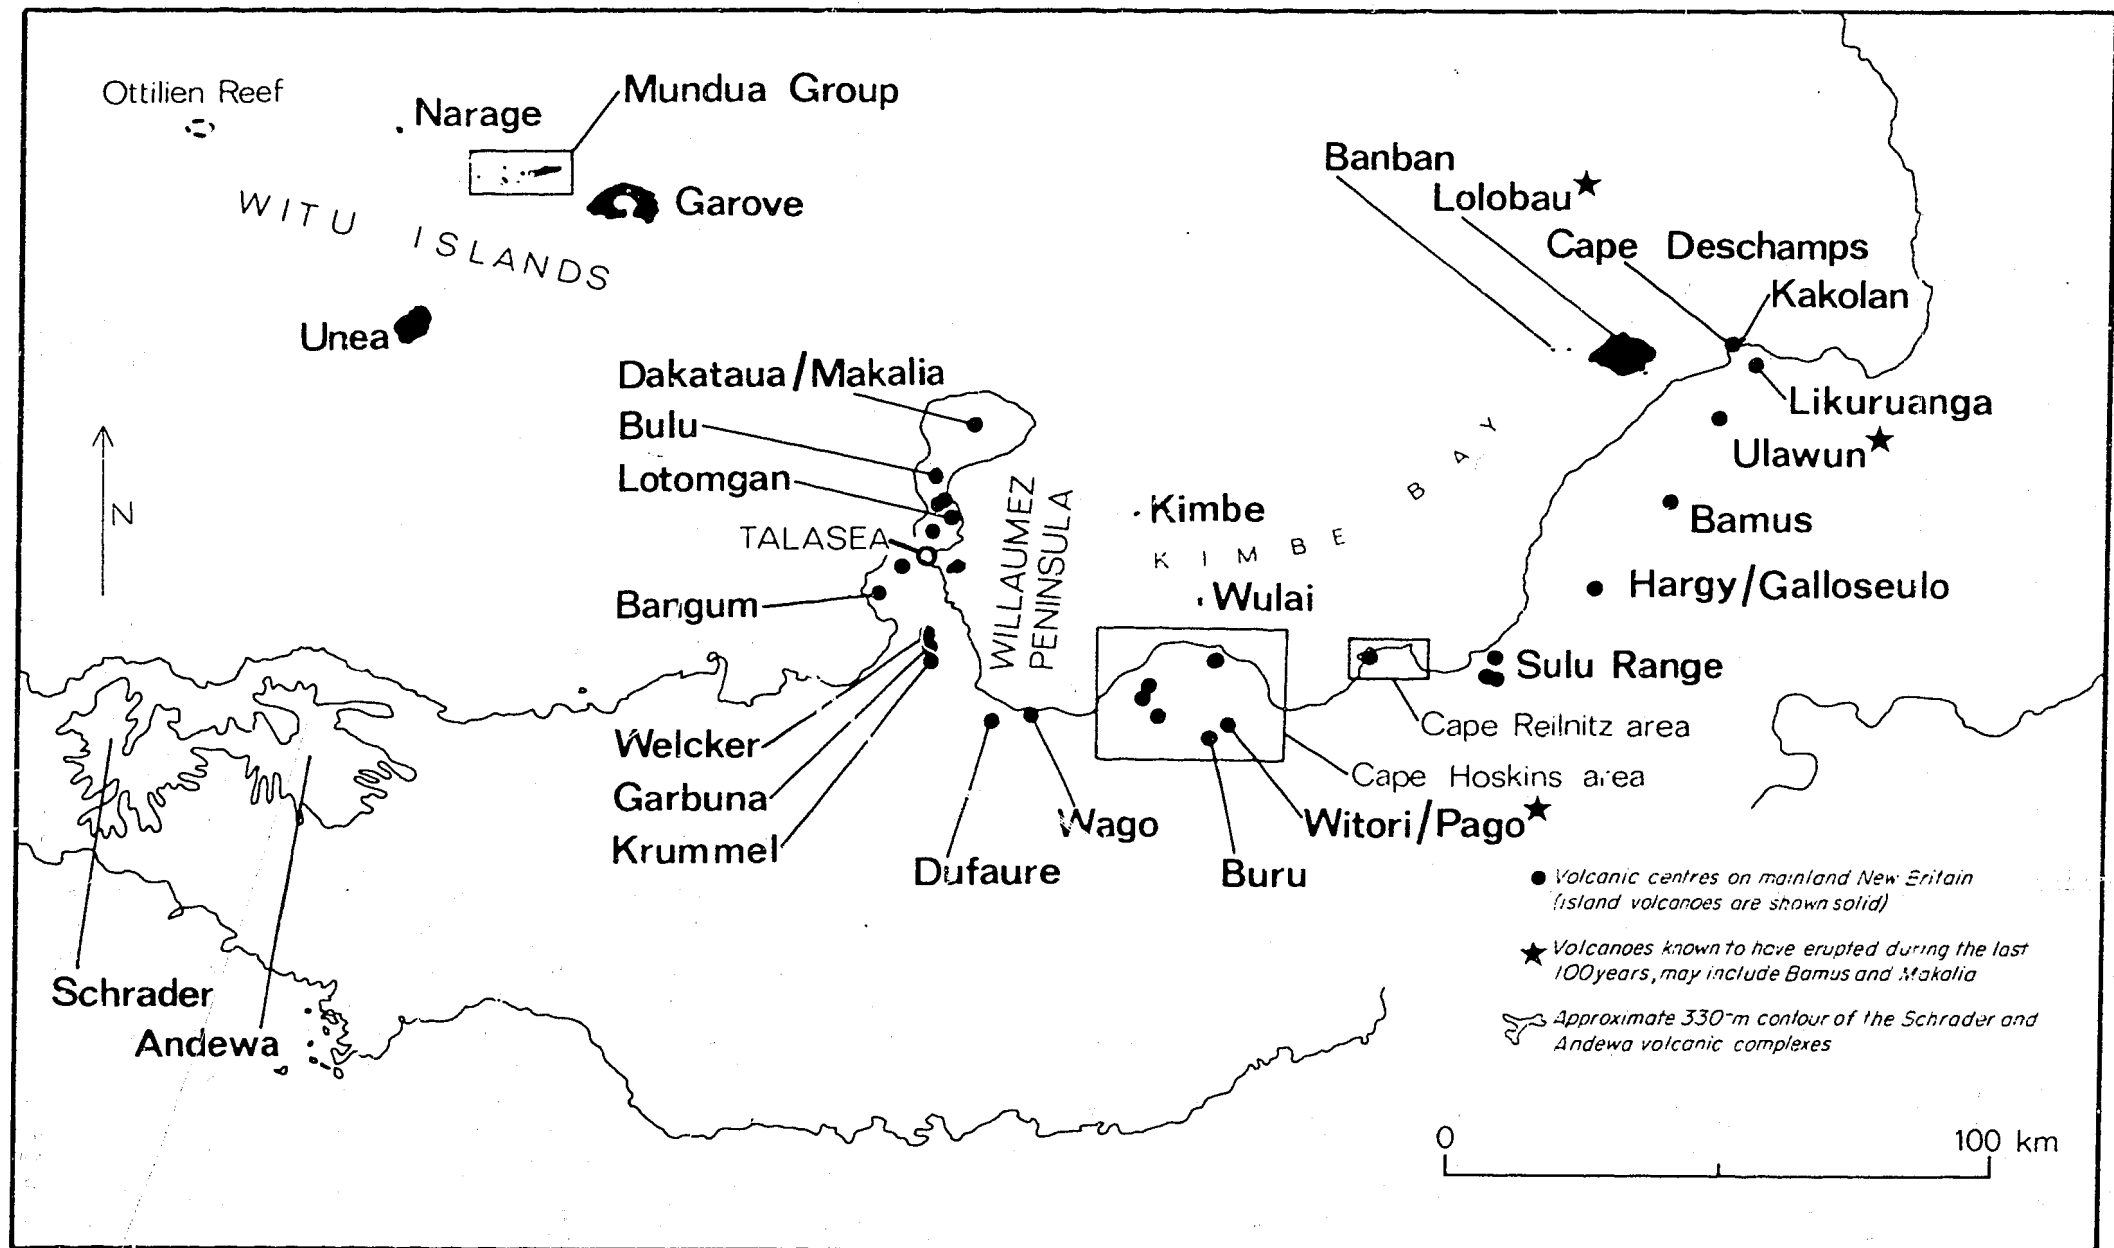 Ottilien Reef
Narage
Mundua Group
Garove
WITU ISLANDS
Unea
Banban
Lolobau★
Cape Deschamps
Kakolan
Likuruanga
Ulawun★
Bamus
Hargy/Galloseulo
Sulu Range
Dakataua/Makalia
Bulu
Lotomgan
TALASEA
Bangum
WILLAUMEZ
PENINSULA
Kimbe
KIMBE BAY
Wulai
N
Welcker
Garbuna
Krummel
Dufaure
Wago
Buru
Witori/Pago★
Cape Reilnitz area
Cape Hoskins area
Schrader
Andewa
● Volcanic centres on mainland New Britain
(island volcanoes are shown solid)
★ Volcanoes known to have erupted during the last
100 years, may include Bamus and Makalia
Approximate 330-m contour of the Schrader and
Andewa volcanic complexes
0 100 km